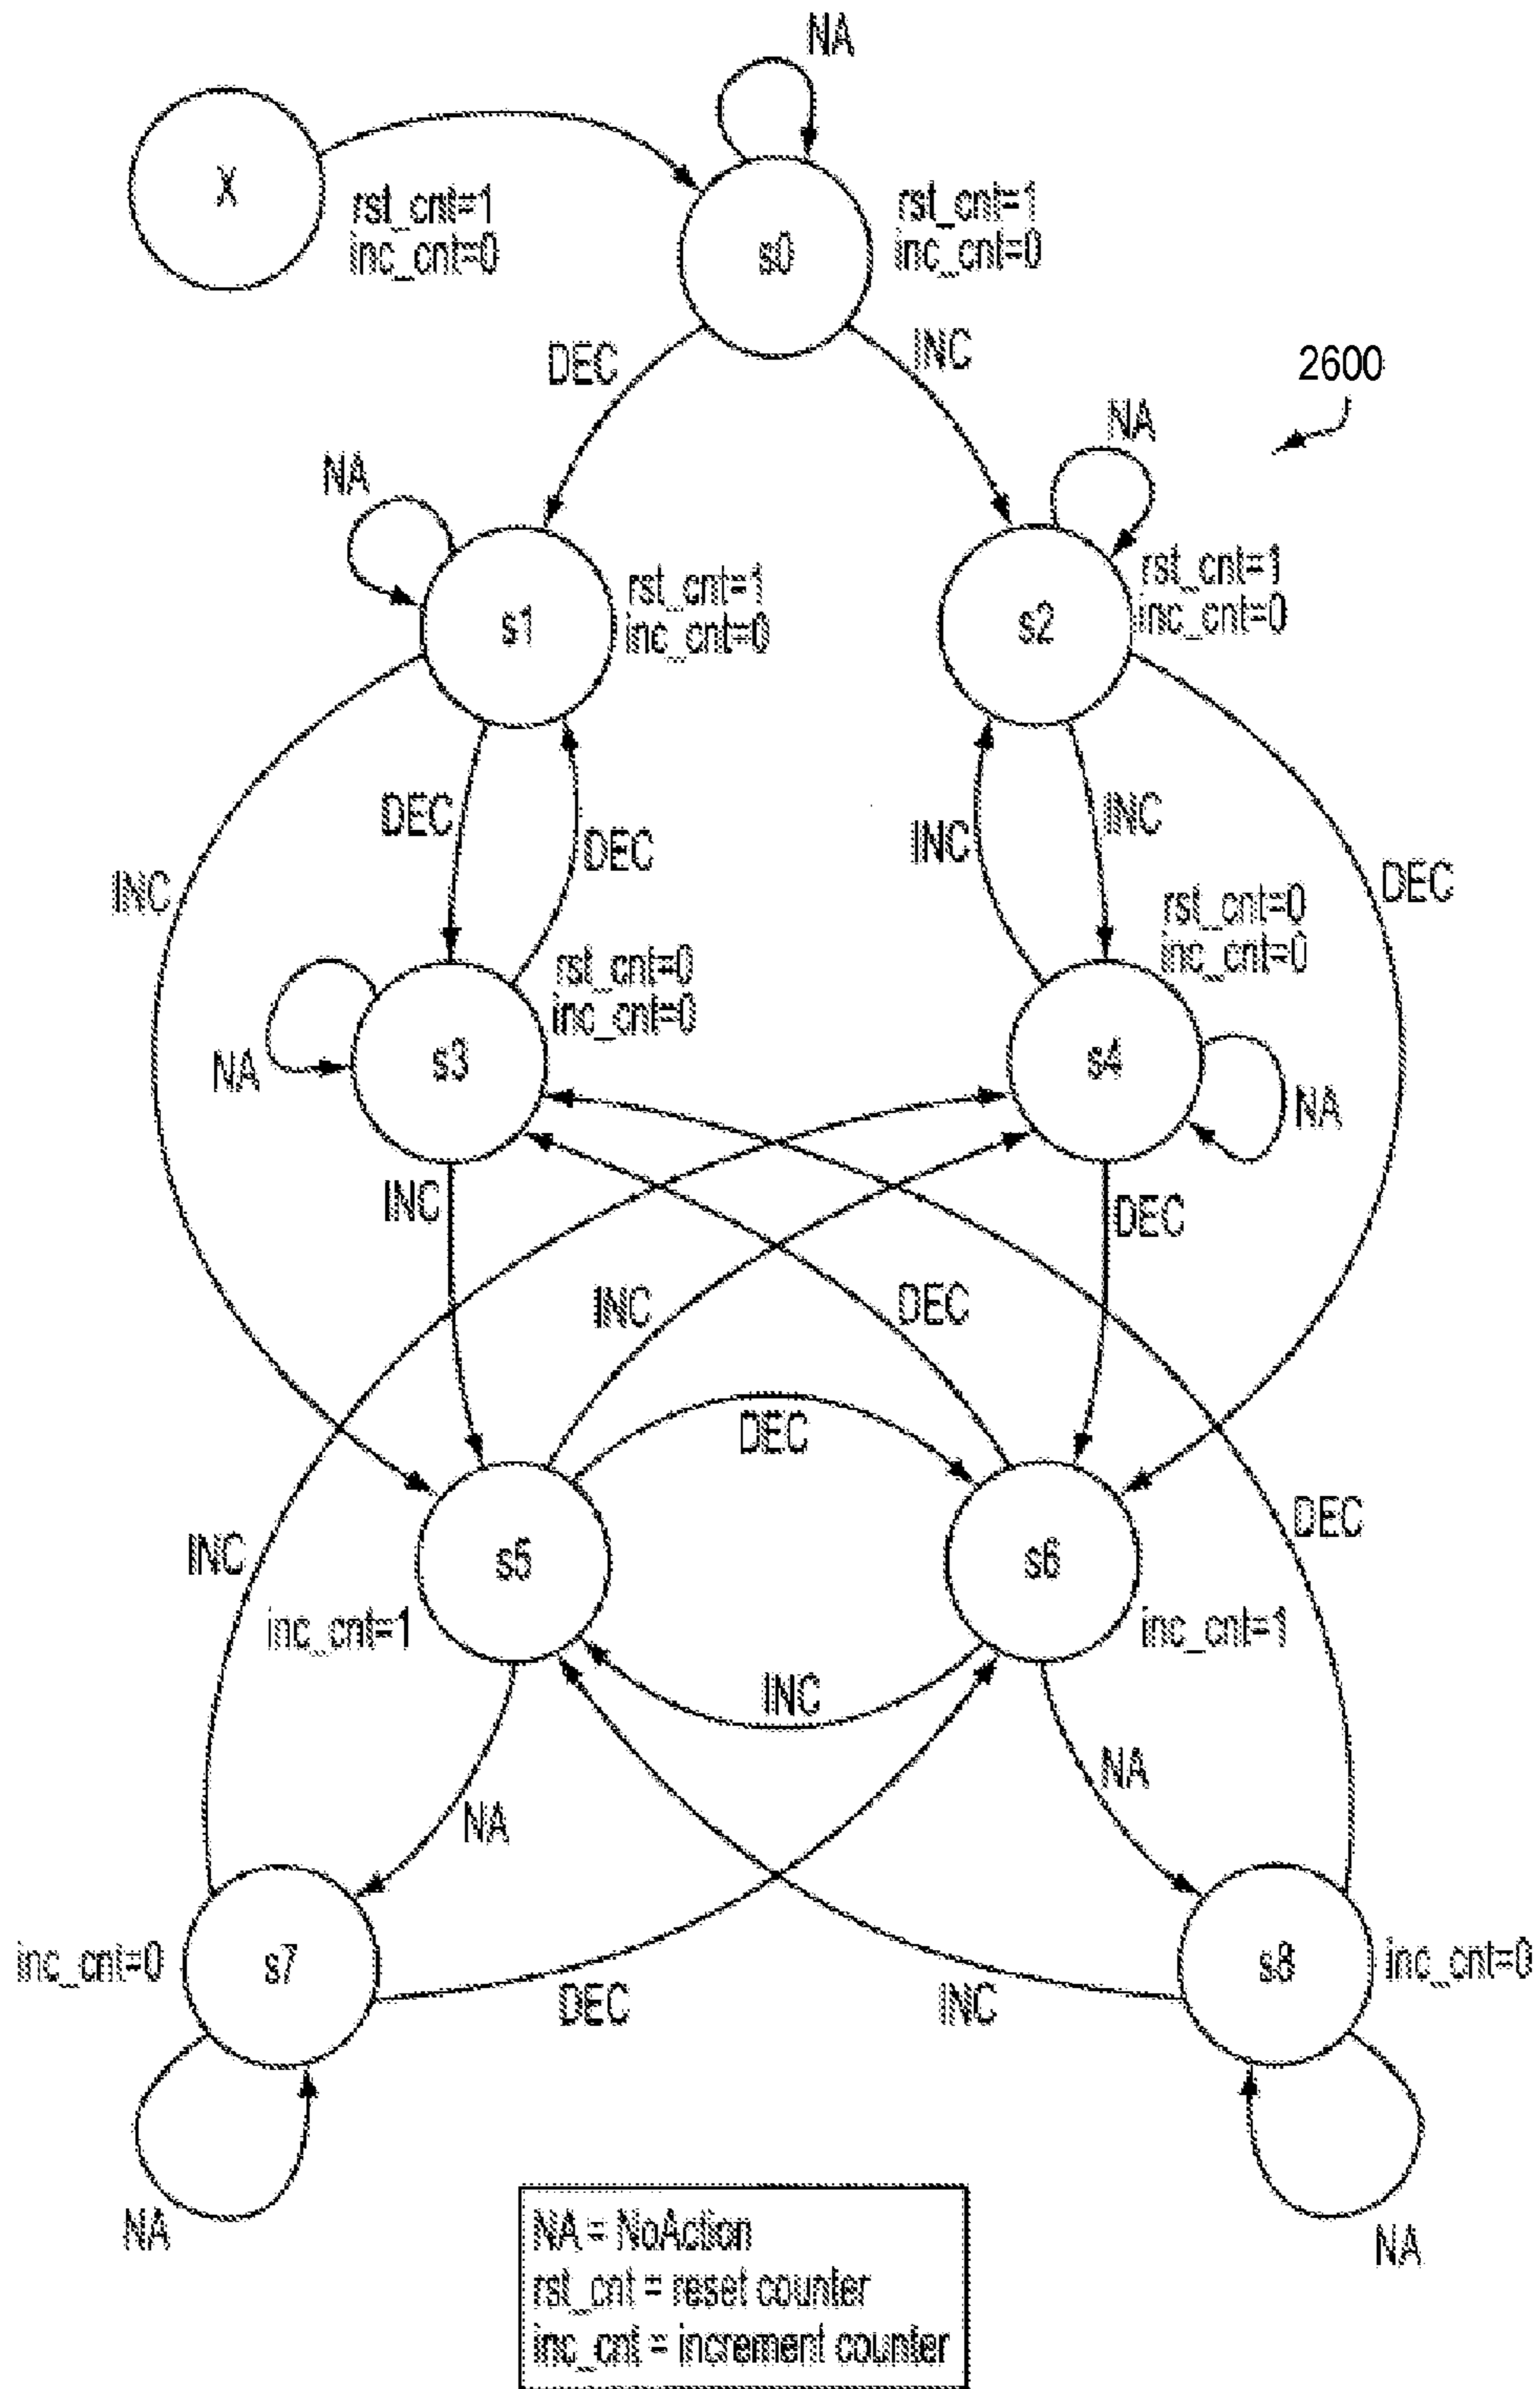 NA
X
rst_cnt=1
inc_cnt=0
s0
rst_cnt=1
inc_cnt=0
DEC
INC
2600
NA
NA
s1
rst_cnt=1
inc_cnt=0
s2
rst_cnt=1
inc_cnt=0
DEC
DEC
INC
INC
INC
DEC
rst_cnt=0
inc_cnt=0
rst_cnt=0
inc_cnt=0
NA
s3
s4
NA
INC
DEC
INC
DEC
DEC
INC
DEC
s5
s6
inc_cnt=1
inc_cnt=1
INC
NA
NA
inc_cnt=0
s7
s8
inc_cnt=0
DEC
INC
NA
NA
NA = NoAction
rst_cnt = reset counter
inc_cnt = increment counter